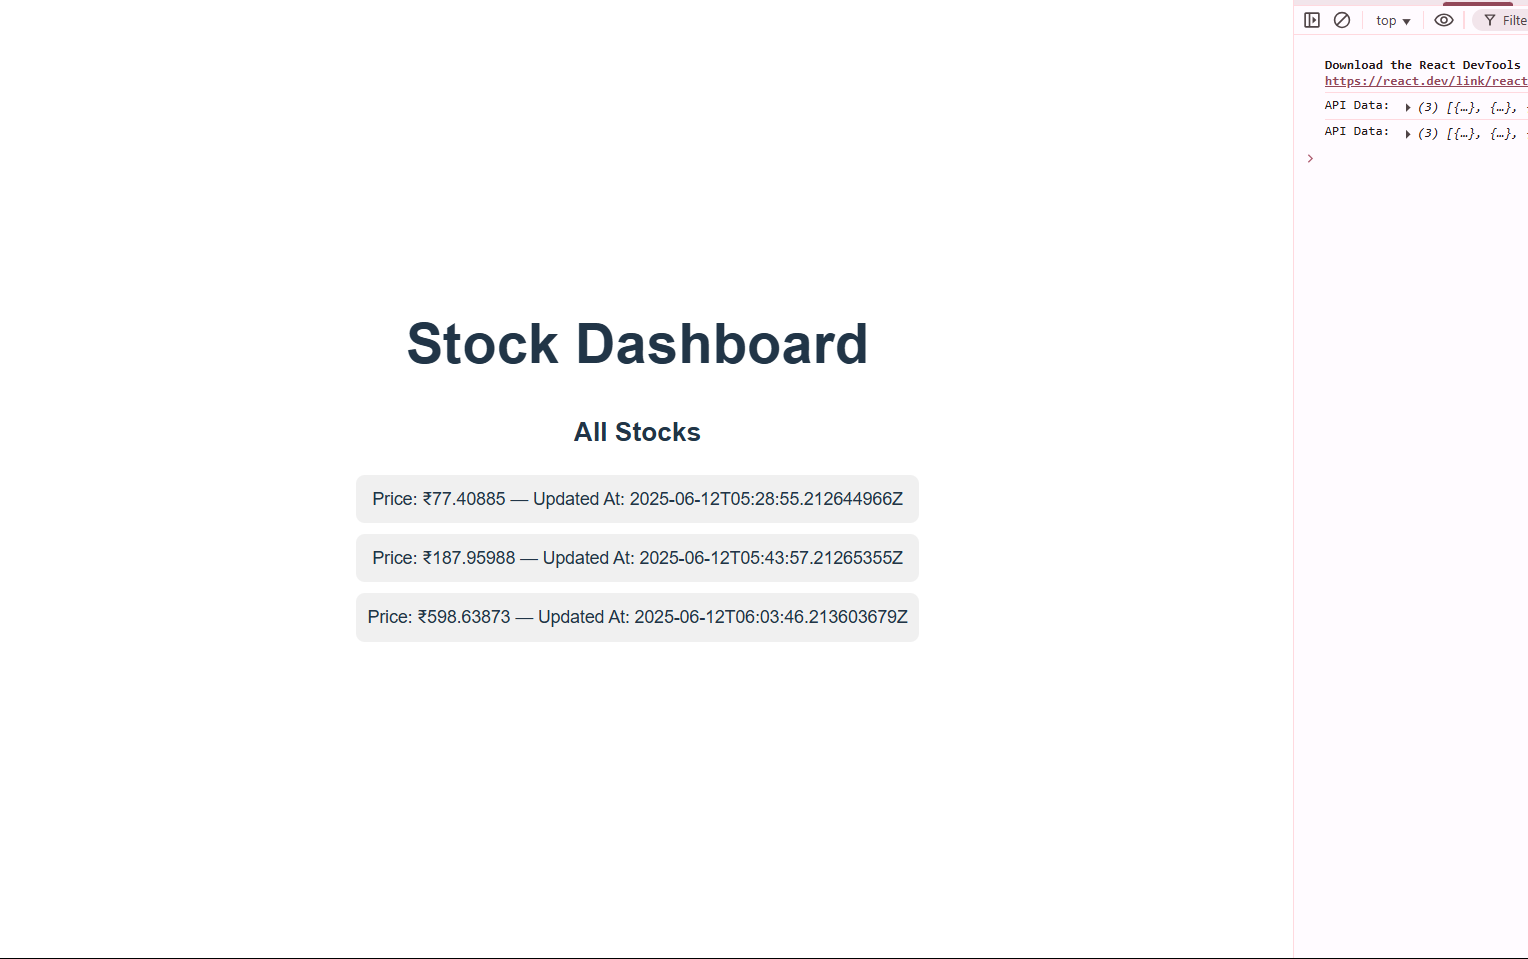 top
Filte
Download the React DevTools
https://react.dev/link/react
API Data: (3) [{…}, {…},
API Data: (3) [{…}, {…},
Stock Dashboard
All Stocks
Price: ₹77.40885 — Updated At: 2025-06-12T05:28:55.212644966Z
Price: ₹187.95988 — Updated At: 2025-06-12T05:43:57.21265355Z
Price: ₹598.63873 — Updated At: 2025-06-12T06:03:46.213603679Z